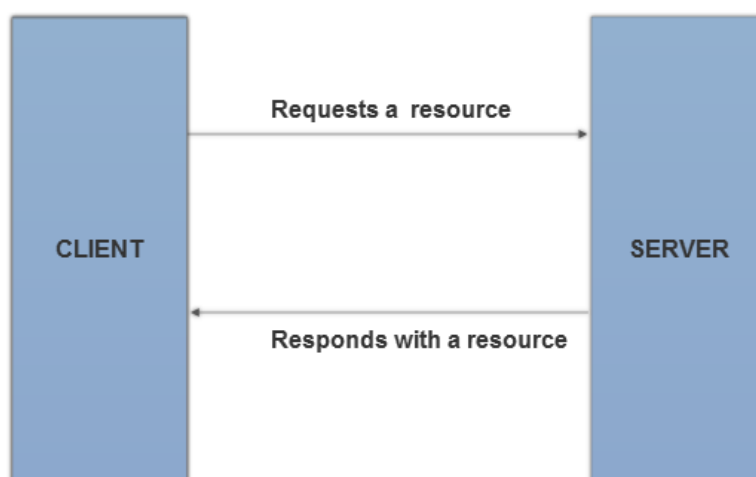 Requests a resource
CLIENT
SERVER
Responds with a resource